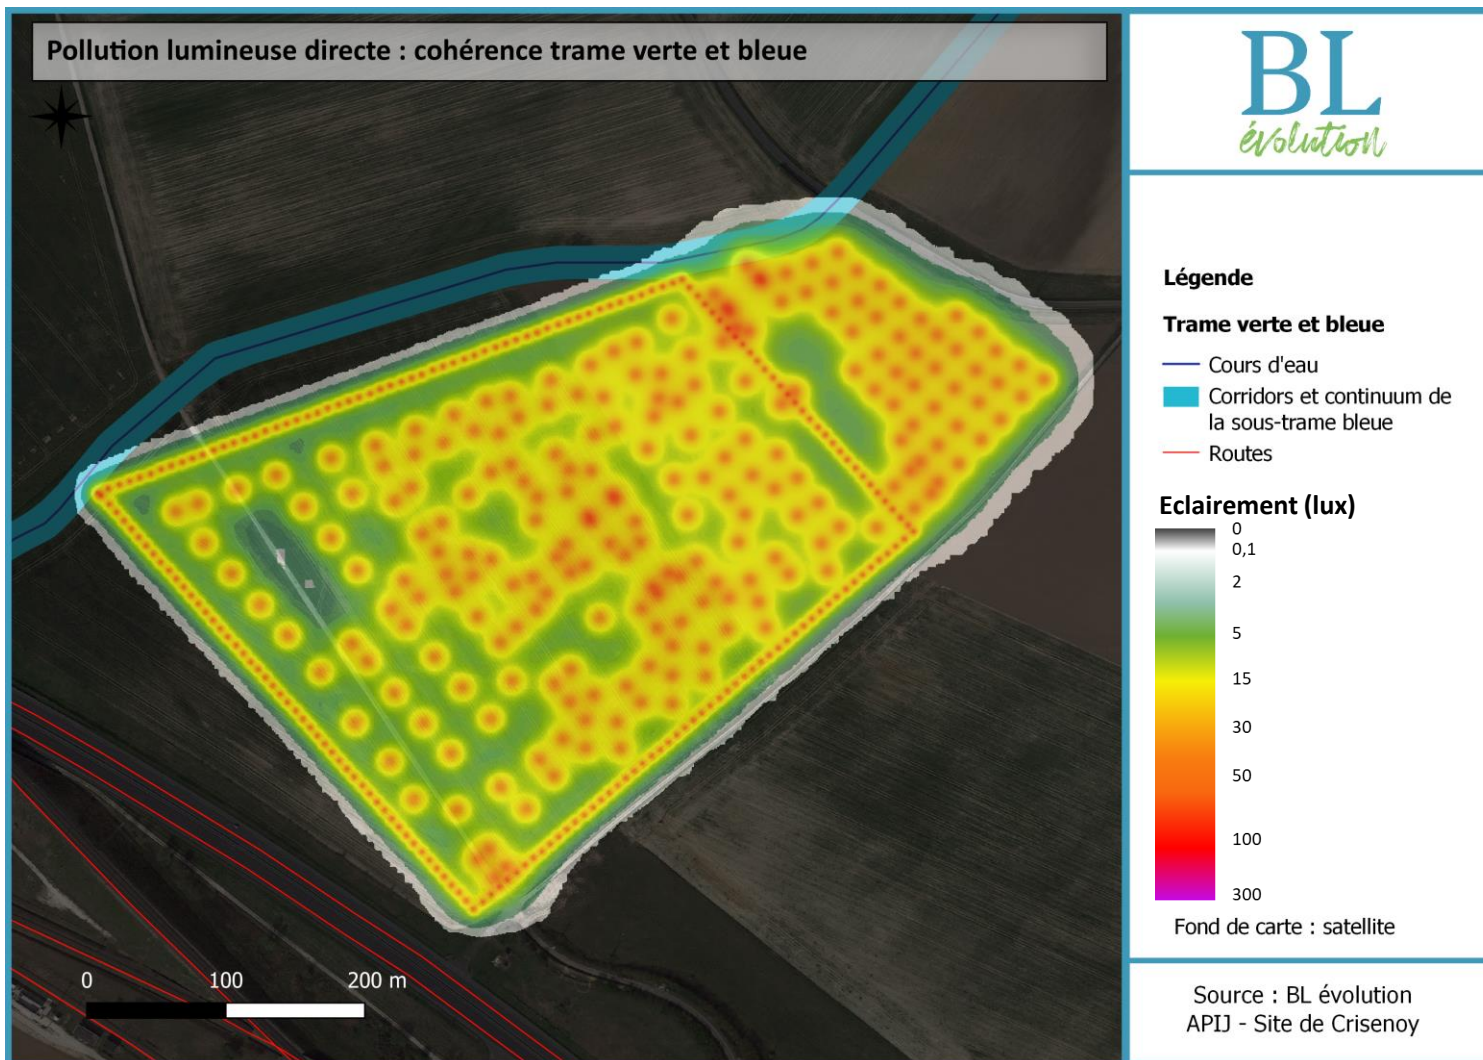 Pollution lumineuse directe : cohérence trame verte et bleue
BL
évolution
Légende
Trame verte et bleue
Cours d'eau
Corridors et continuum de
la sous-trame bleue
Routes
Eclairement (lux)
0
0,1
2
5
15
30
50
100
300
Fond de carte : satellite
0 100 200 m
Source : BL évolution
APIJ - Site de Crisenoy